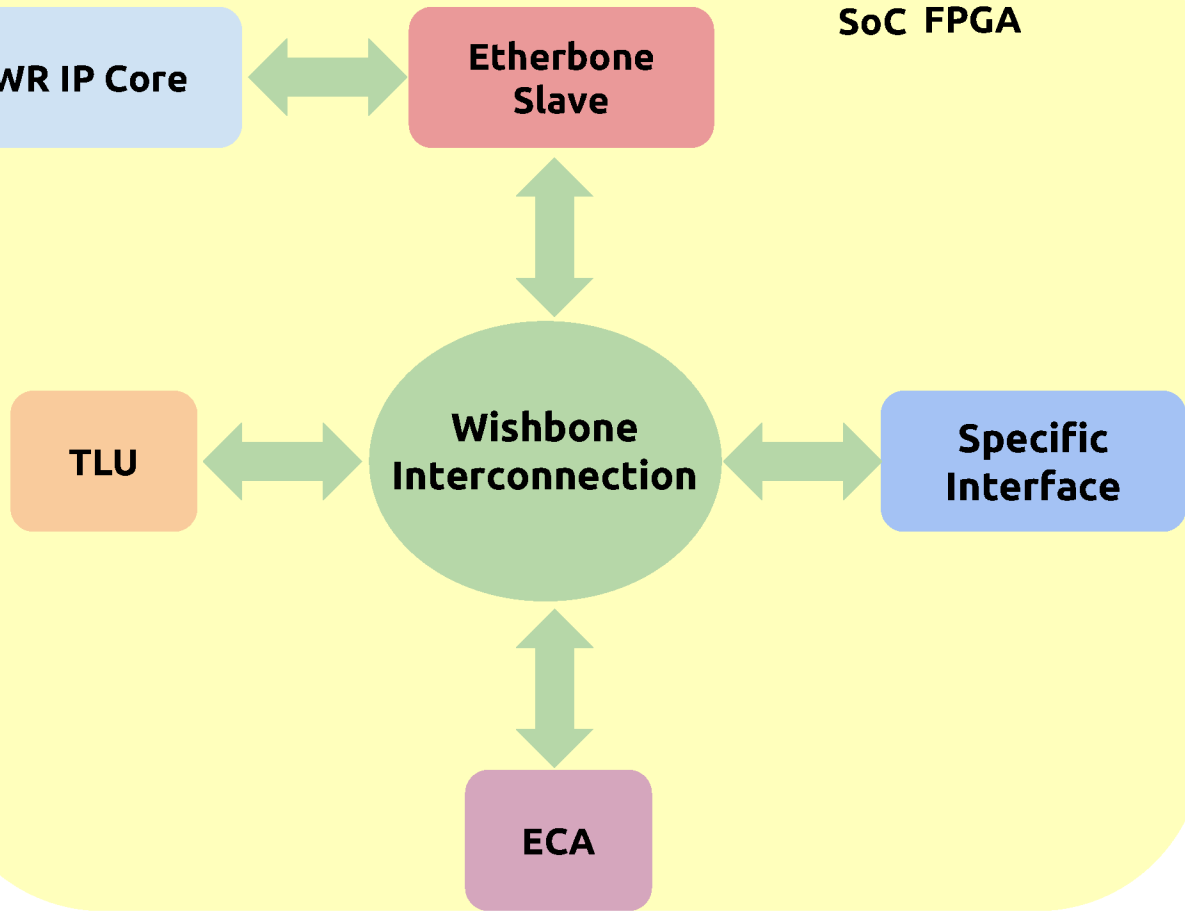 SoC FPGA
WR IP Core
Etherbone
Slave
Wishbone
Interconnection
TLU
Specific
Interface
ECA